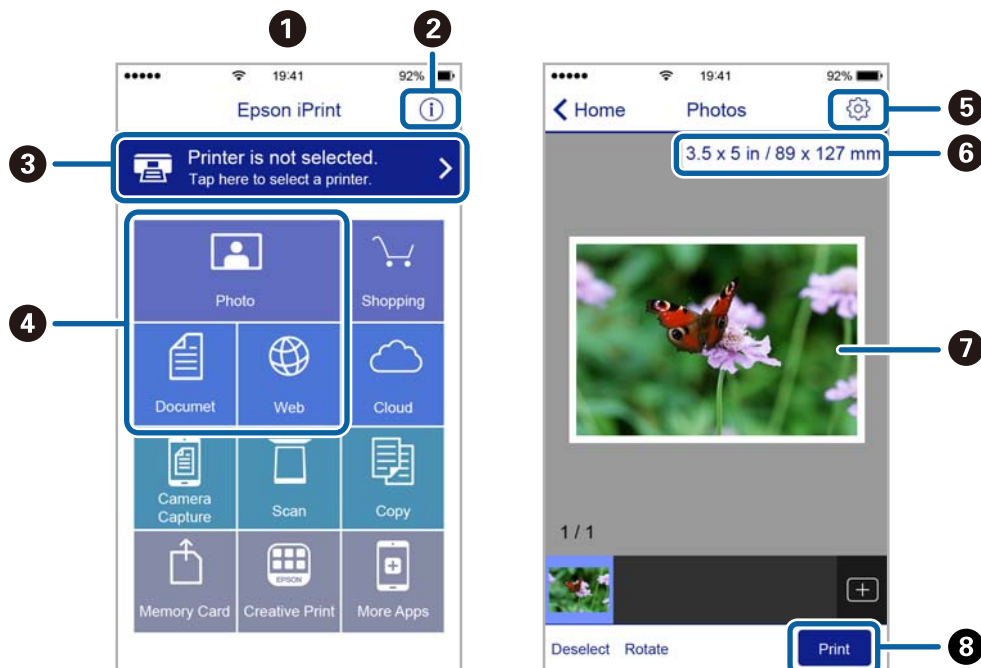 1
2
19:41
92%
Epson iPrint
3
Printer is not selected.
Tap here to select a printer.
4
Photo
Shopping
Documet
Web
Cloud
Camera
Capture
Scan
Copy
EPSON
Memory Card
Creative Print
More Apps
19:41
92%
Home
Photos
5
3.5 x 5 in / 89 x 127 mm
6
7
1 / 1
Deselect
Rotate
Print
8